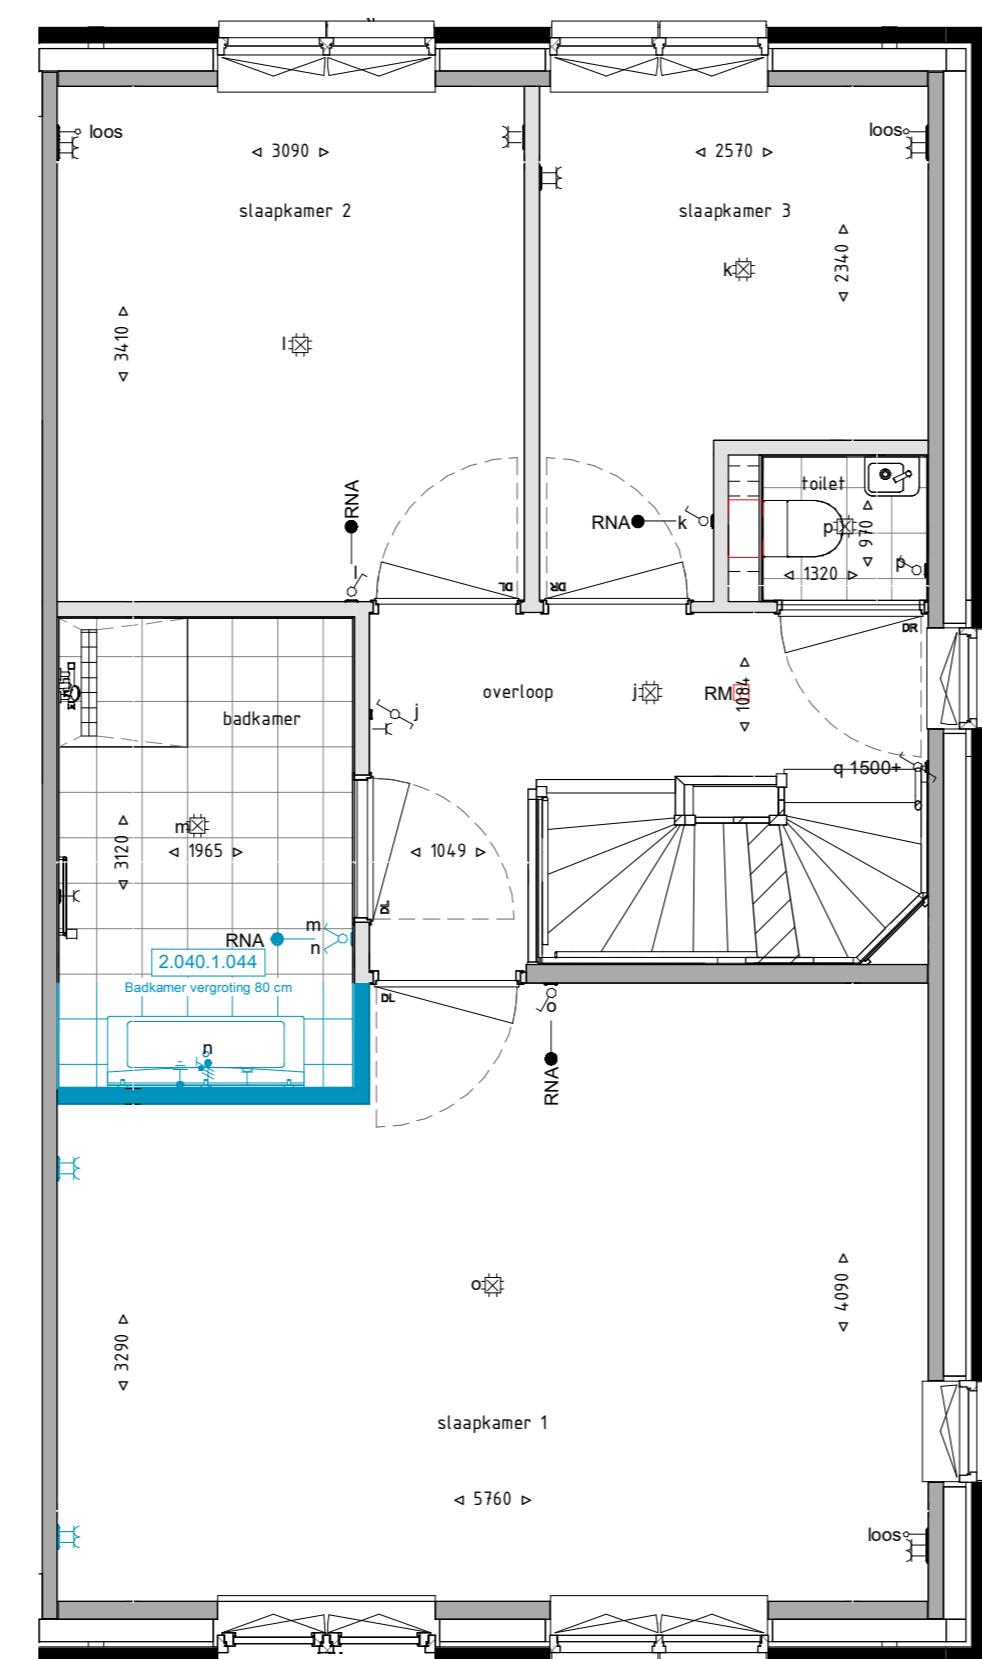 loos
3090
slaapkamer 2
3410
l
RNA
l
DL
loos
2570
slaapkamer 3
2340
k
RNA
k
DR
toilet
p
970
1320
p
DR
overloop
j
RM
1084
j
q 1500+
badkamer
m
3120
1965
1049
DL
m
n
RNA
2.040.1.044
Badkamer vergroting 80 cm
n
DL
o
RNA
o
4090
3290
slaapkamer 1
5760
loos